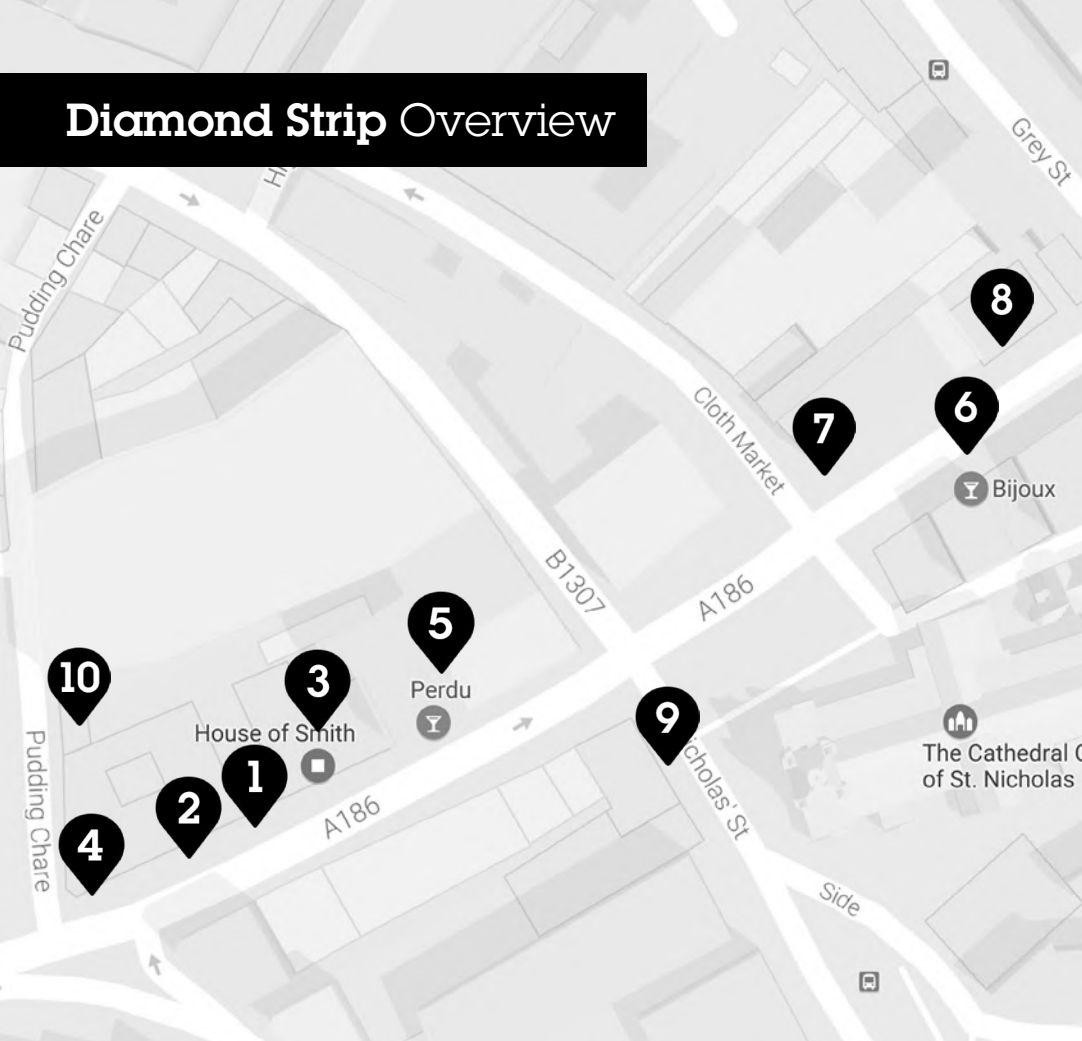 Diamond Strip Overview
Grey St
Pudding Chare
8
6
7
Cloth Market
Bijoux
B1307
A186
5
Perdu
10
3
House of Smith
9
icholas' St
The Cathedral C
of St. Nicholas
1
2
A186
4
Pudding Chare
Side